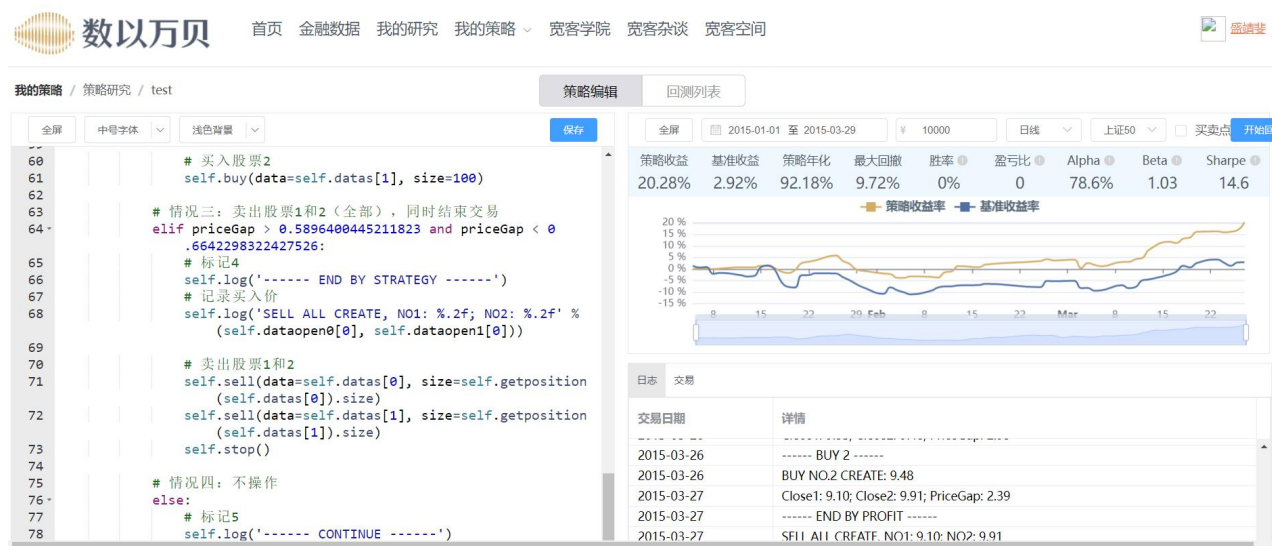 数以万贝
首页 金融数据 我的研究 我的策略 宽客学院 宽客杂谈 宽客空间
盛婧斐
我的策略 / 策略研究 / test
策略编辑 回测列表
全屏 中号字体 浅色背景 保存
60 # 买入股票2
61 self.buy(data=self.datas[1], size=100)
62
63 # 情况三：卖出股票1和2（全部），同时结束交易
64 elif priceGap > 0.5896400445211823 and priceGap < 0
.6642298322427526:
65 # 标记4
66 self.log('------ END BY STRATEGY ------')
67 # 记录买入价
68 self.log('SELL ALL CREATE, NO1: %.2f; NO2: %.2f' %
(self.dataopen0[0], self.dataopen1[0]))
69
70 # 卖出股票1和2
71 self.sell(data=self.datas[0], size=self.getposition
(self.datas[0]).size)
72 self.sell(data=self.datas[1], size=self.getposition
(self.datas[1]).size)
73 self.stop()
74
75 # 情况四：不操作
76 else:
77 # 标记5
78 self.log('------ CONTINUE ------')
全屏 2015-01-01 至 2015-03-29 ¥ 10000 日线 上证50 买卖点 开始回
策略收益 基准收益 策略年化 最大回撤 胜率 盈亏比 Alpha Beta Sharpe
20.28% 2.92% 92.18% 9.72% 0% 0 78.6% 1.03 14.6
策略收益率 基准收益率
20 %
15 %
10 %
5 %
0 %
-5 %
-10 %
-15 %
8 15 22 29 Feb 8 15 22 Mar 8 15 22
日志 交易
交易日期 详情
2015-03-26 ------ BUY 2 ------
2015-03-26 BUY NO.2 CREATE: 9.48
2015-03-27 Close1: 9.10; Close2: 9.91; PriceGap: 2.39
2015-03-27 ------ END BY PROFIT ------
2015-03-27 SELL ALL CREATE, NO1: 9.10; NO2: 9.91